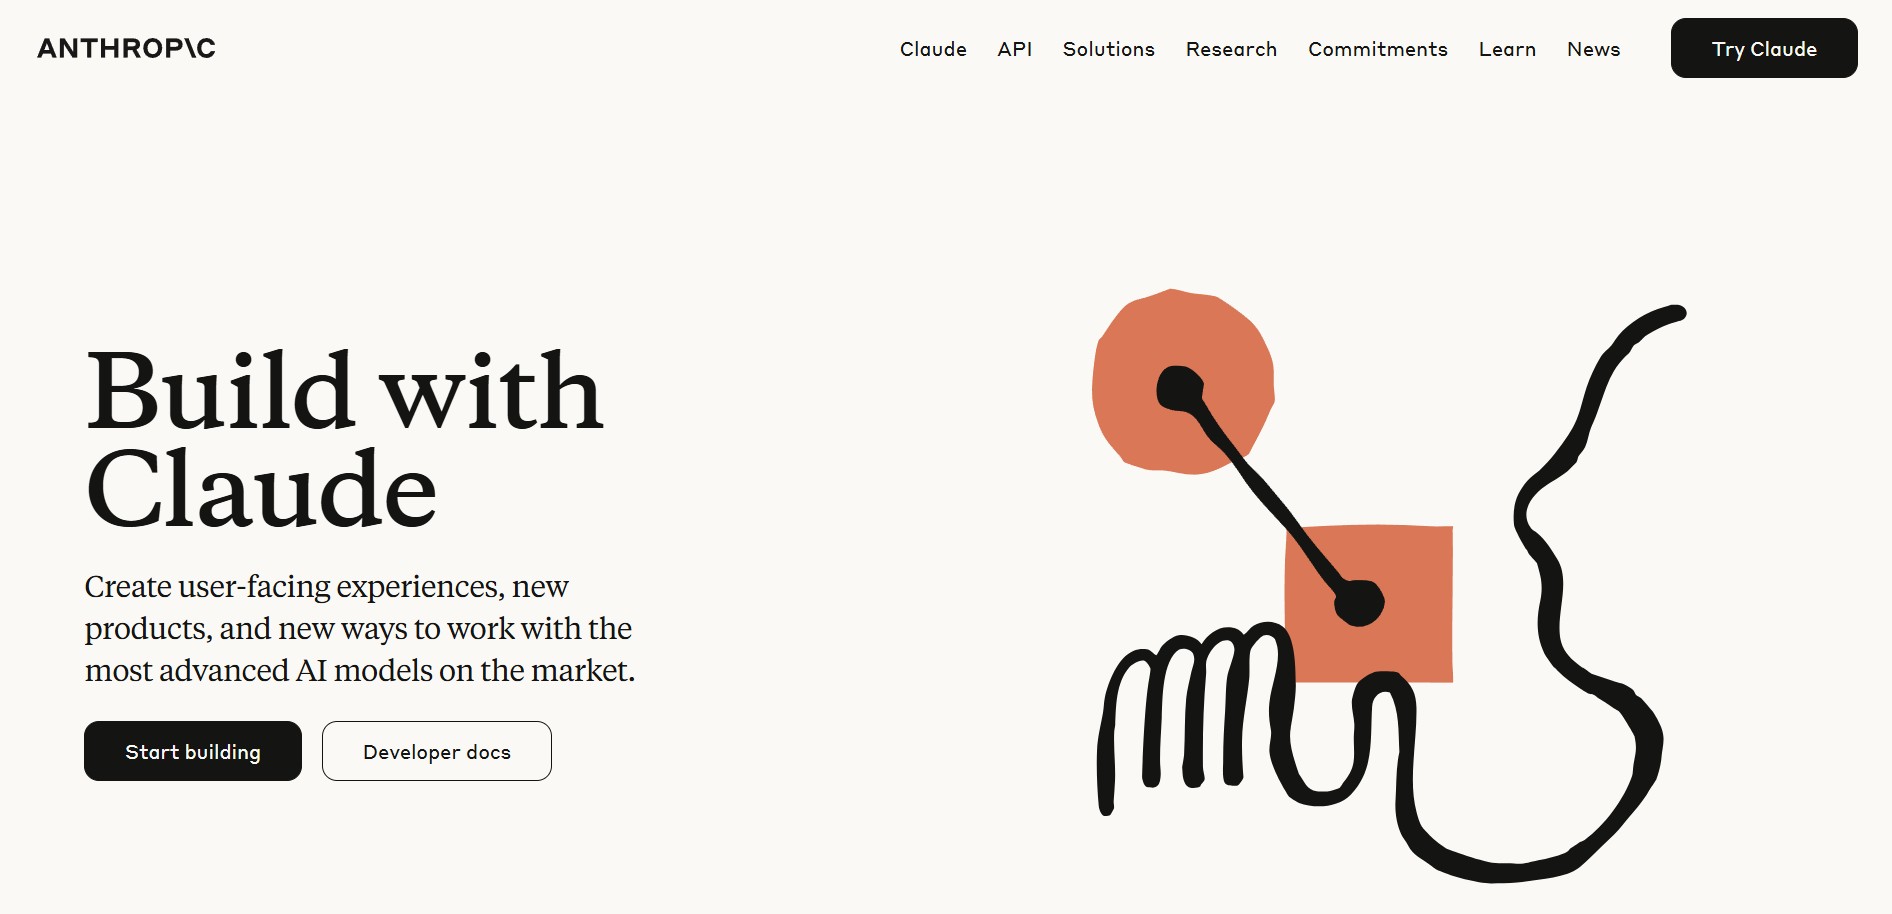 ANTHROP\C
Claude API Solutions Research Commitments Learn News Try Claude
Build with
Claude
Create user-facing experiences, new
products, and new ways to work with the
most advanced AI models on the market.
Start building Developer docs